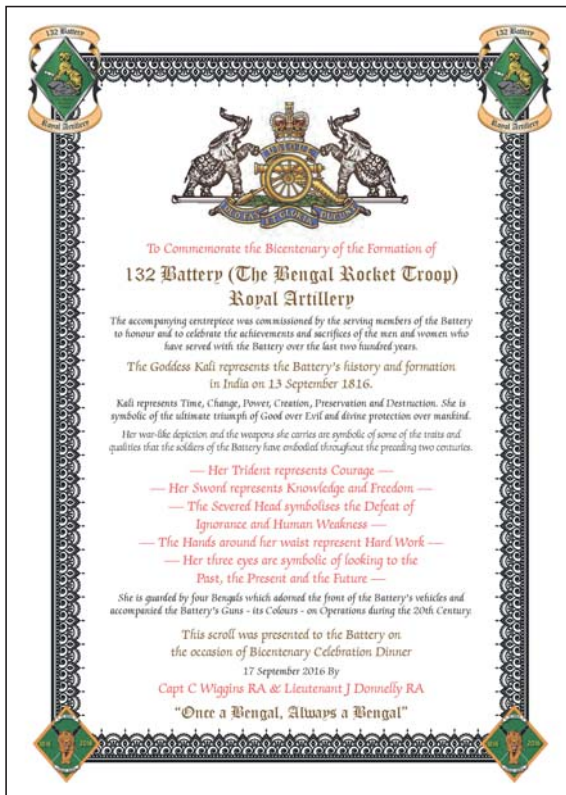 132 Battery
Royal Artillery
132 Battery
Royal Artillery
UBIQUE
QUO FAS ET GLORIA DUCUNT
To Commemorate the Bicentenary of the Formation of
132 Battery (The Bengal Rocket Troop)
Royal Artillery
The accompanying centrepiece was commissioned by the serving members of the Battery
to honour and to celebrate the achievements and sacrifices of the men and women who
have served with the Battery over the last two hundred years.
The Goddess Kali represents the Battery's history and formation
in India on 13 September 1816.
Kali represents Time, Change, Power, Creation, Preservation and Destruction. She is
symbolic of the ultimate triumph of Good over Evil and divine protection over mankind.
Her war-like depiction and the weapons she carries are symbolic of some of the traits and
qualities that the soldiers of the Battery have embodied throughout the preceding two centuries.
— Her Trident represents Courage —
— Her Sword represents Knowledge and Freedom —
— The Severed Head symbolises the Defeat of
Ignorance and Human Weakness —
— The Hands around her waist represent Hard Work —
— Her three eyes are symbolic of looking to the
Past, the Present and the Future —
She is guarded by four Bengals which adorned the front of the Battery's vehicles and
accompanied the Battery's Guns - its Colours - on Operations during the 20th Century.
This scroll was presented to the Battery on
the occasion of Bicentenary Celebration Dinner
17 September 2016 By
Capt C Wiggins RA & Lieutenant J Donnelly RA
"Once a Bengal, Always a Bengal"
1816 2016
1816 2016